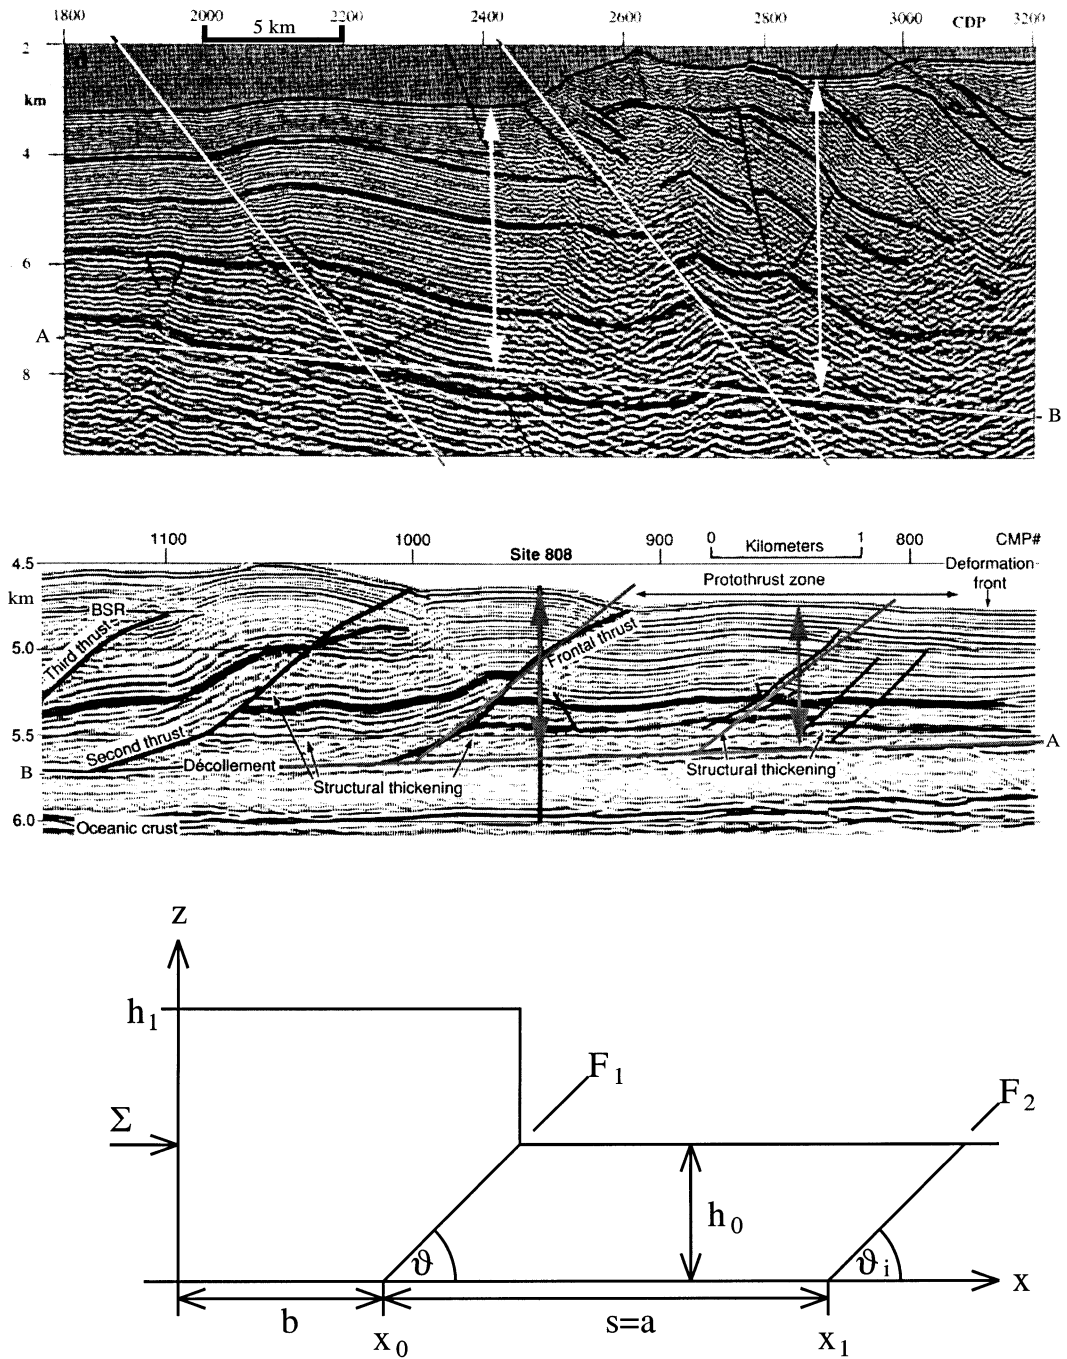 1800 2000 2200 2400 2600 2800 3000 CDP 3200
5 km
2
km
4
6
A
8
B
1100 1000 Site 808 900 0 Kilometers 1 800 CMP#
4.5
km
Deformation
front
Protothrust zone
BSR
Third thrust
5.0
Frontal thrust
5.5
Second thrust
A
B
Décollement
Structural thickening
Structural thickening
6.0
Oceanic crust
z
h1
F1
F2
Σ
h0
ϑ
ϑi
x
b
s=a
x0
x1